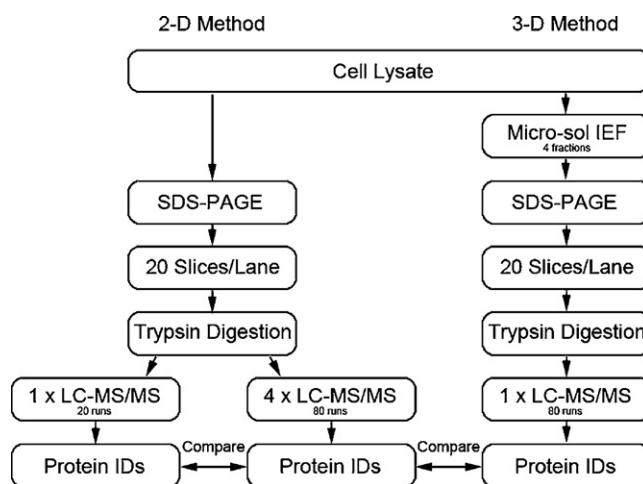 2-D Method
3-D Method
Cell Lysate
Micro-sol IEF
4 fractions
SDS-PAGE
SDS-PAGE
20 Slices/Lane
20 Slices/Lane
Trypsin Digestion
Trypsin Digestion
1 x LC-MS/MS
20 runs
4 x LC-MS/MS
80 runs
1 x LC-MS/MS
80 runs
Protein IDs
Compare
Protein IDs
Compare
Protein IDs